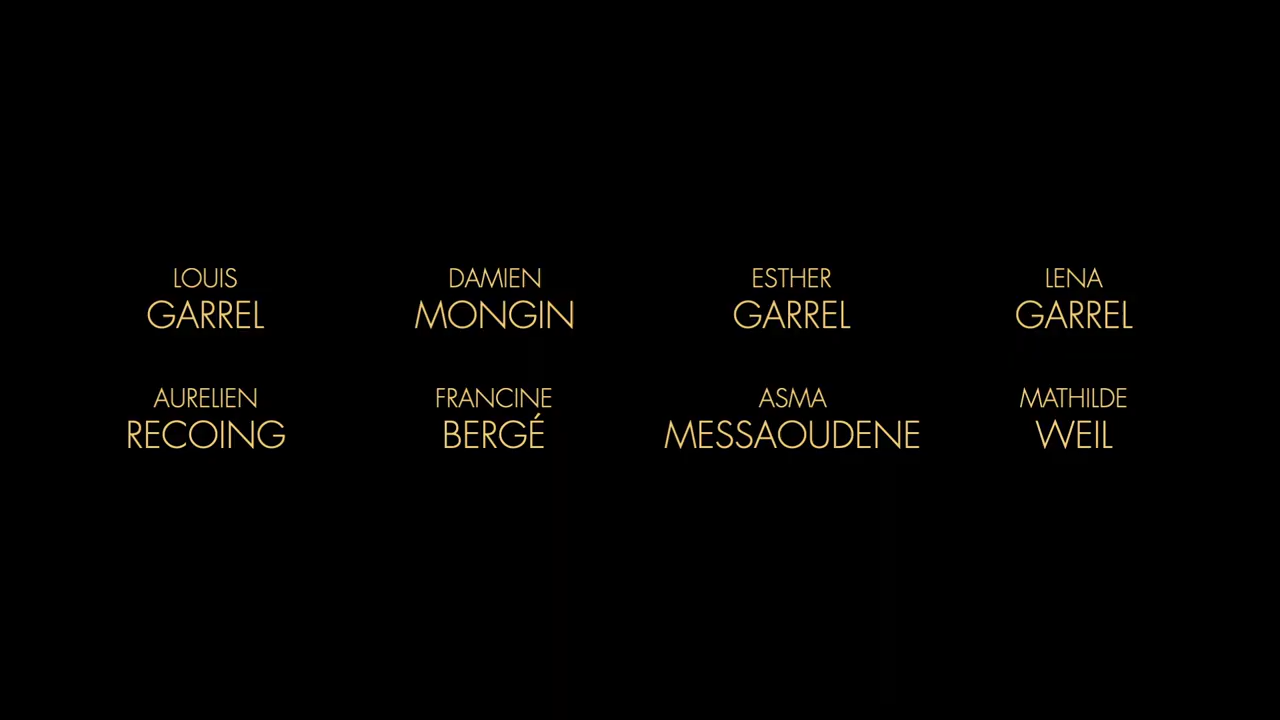 LOUIS
GARREL
DAMIEN
MONGIN
ESTHER
GARREL
LENA
GARREL
AURELIEN
RECOING
FRANCINE
BERGÉ
ASMA
MESSAOUDENE
MATHILDE
WEIL